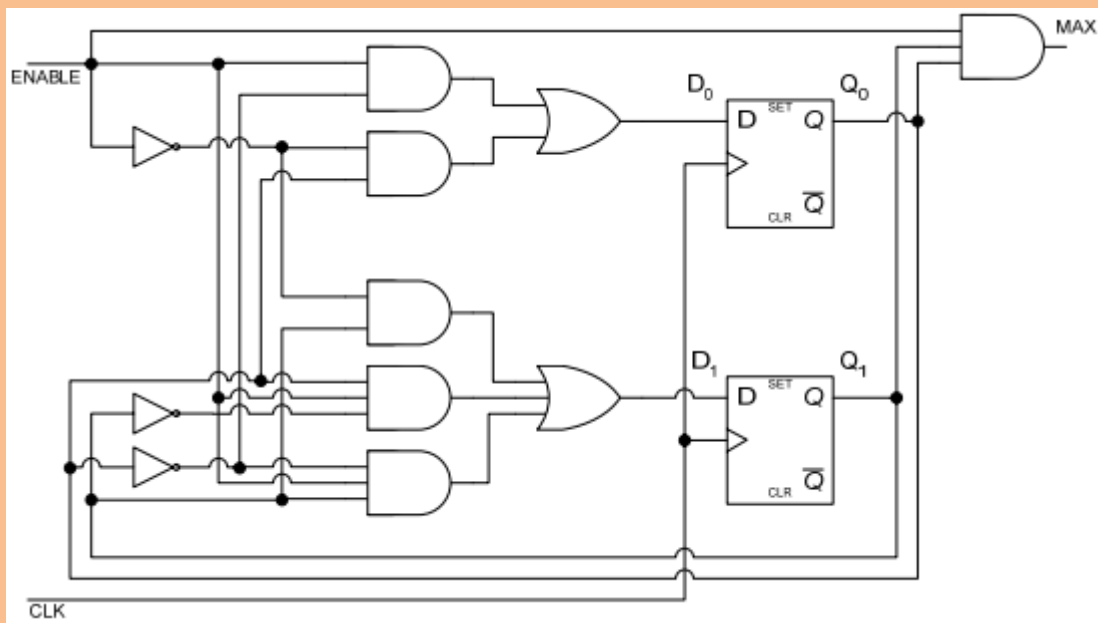 MAX
ENABLE
D₀
Q₀
SET
D Q
Q̅
CLR
D₁
Q₁
SET
D Q
Q̅
CLR
CLK